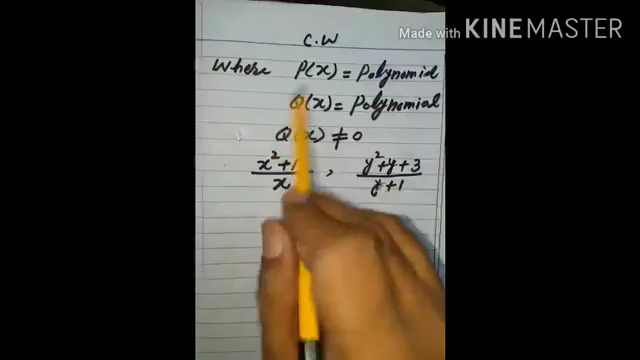 Made with KINEMASTER
C.W
Where P(x) = Polynomial
Q(x) = Polynomial
Q(x) ≠ 0
x²+1/x , y²+y+3/y+1